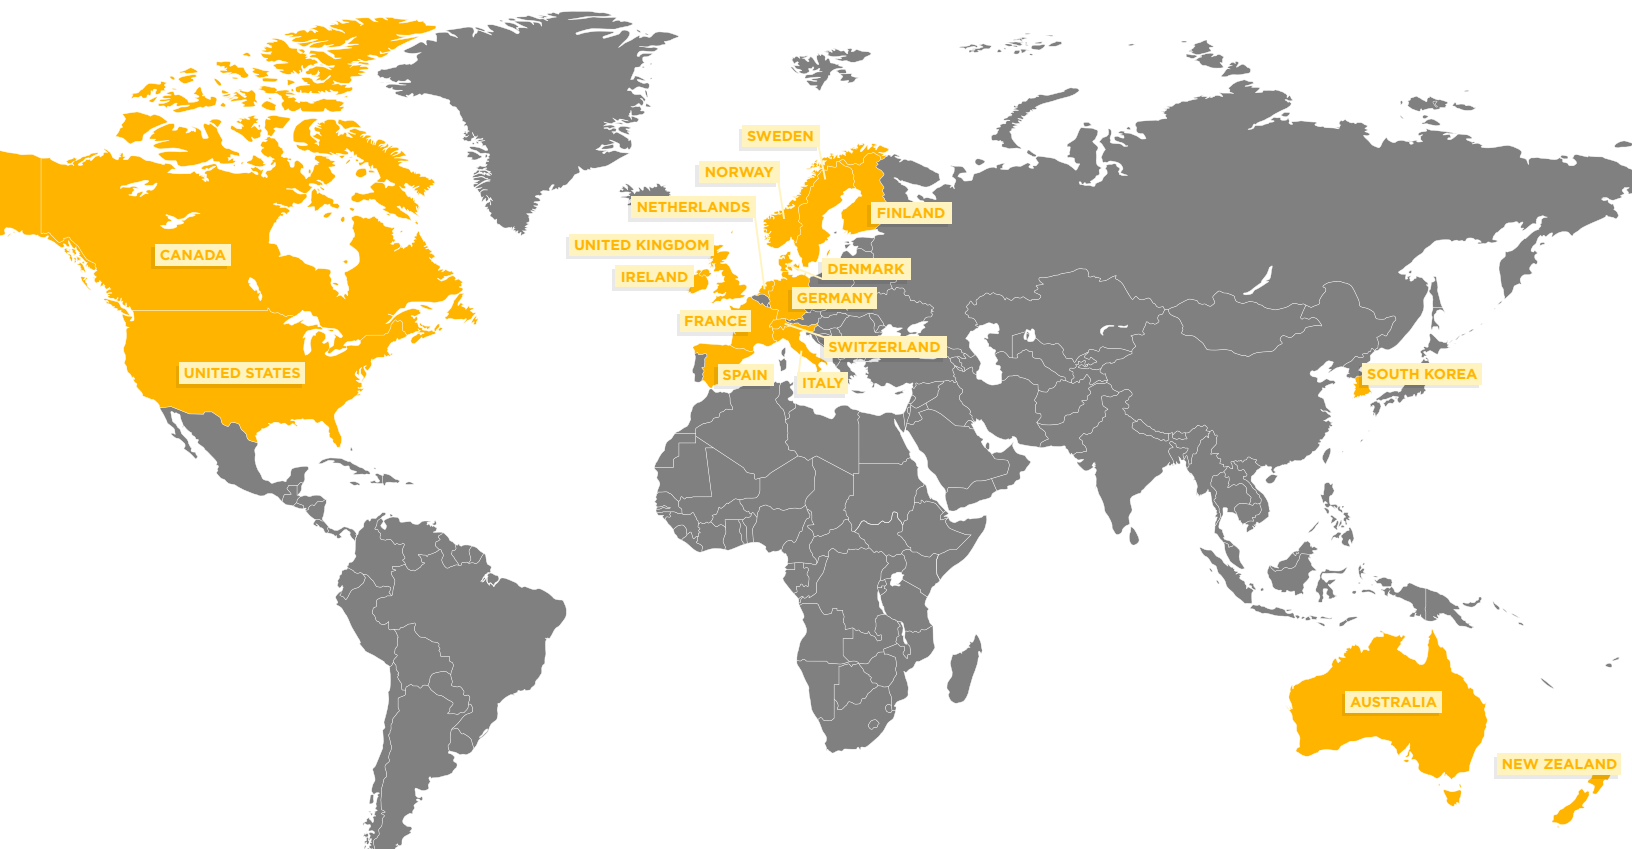 SWEDEN
NORWAY
NETHERLANDS
FINLAND
UNITED KINGDOM
CANADA
DENMARK
IRELAND
GERMANY
FRANCE
SWITZERLAND
UNITED STATES
SPAIN
SOUTH KOREA
ITALY
AUSTRALIA
NEW ZEALAND